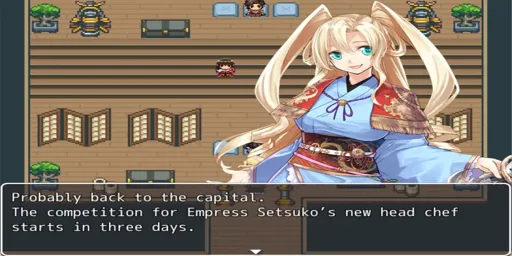 Probably back to the capital.
The competition for Empress Setsuko's new head chef
starts in three days.